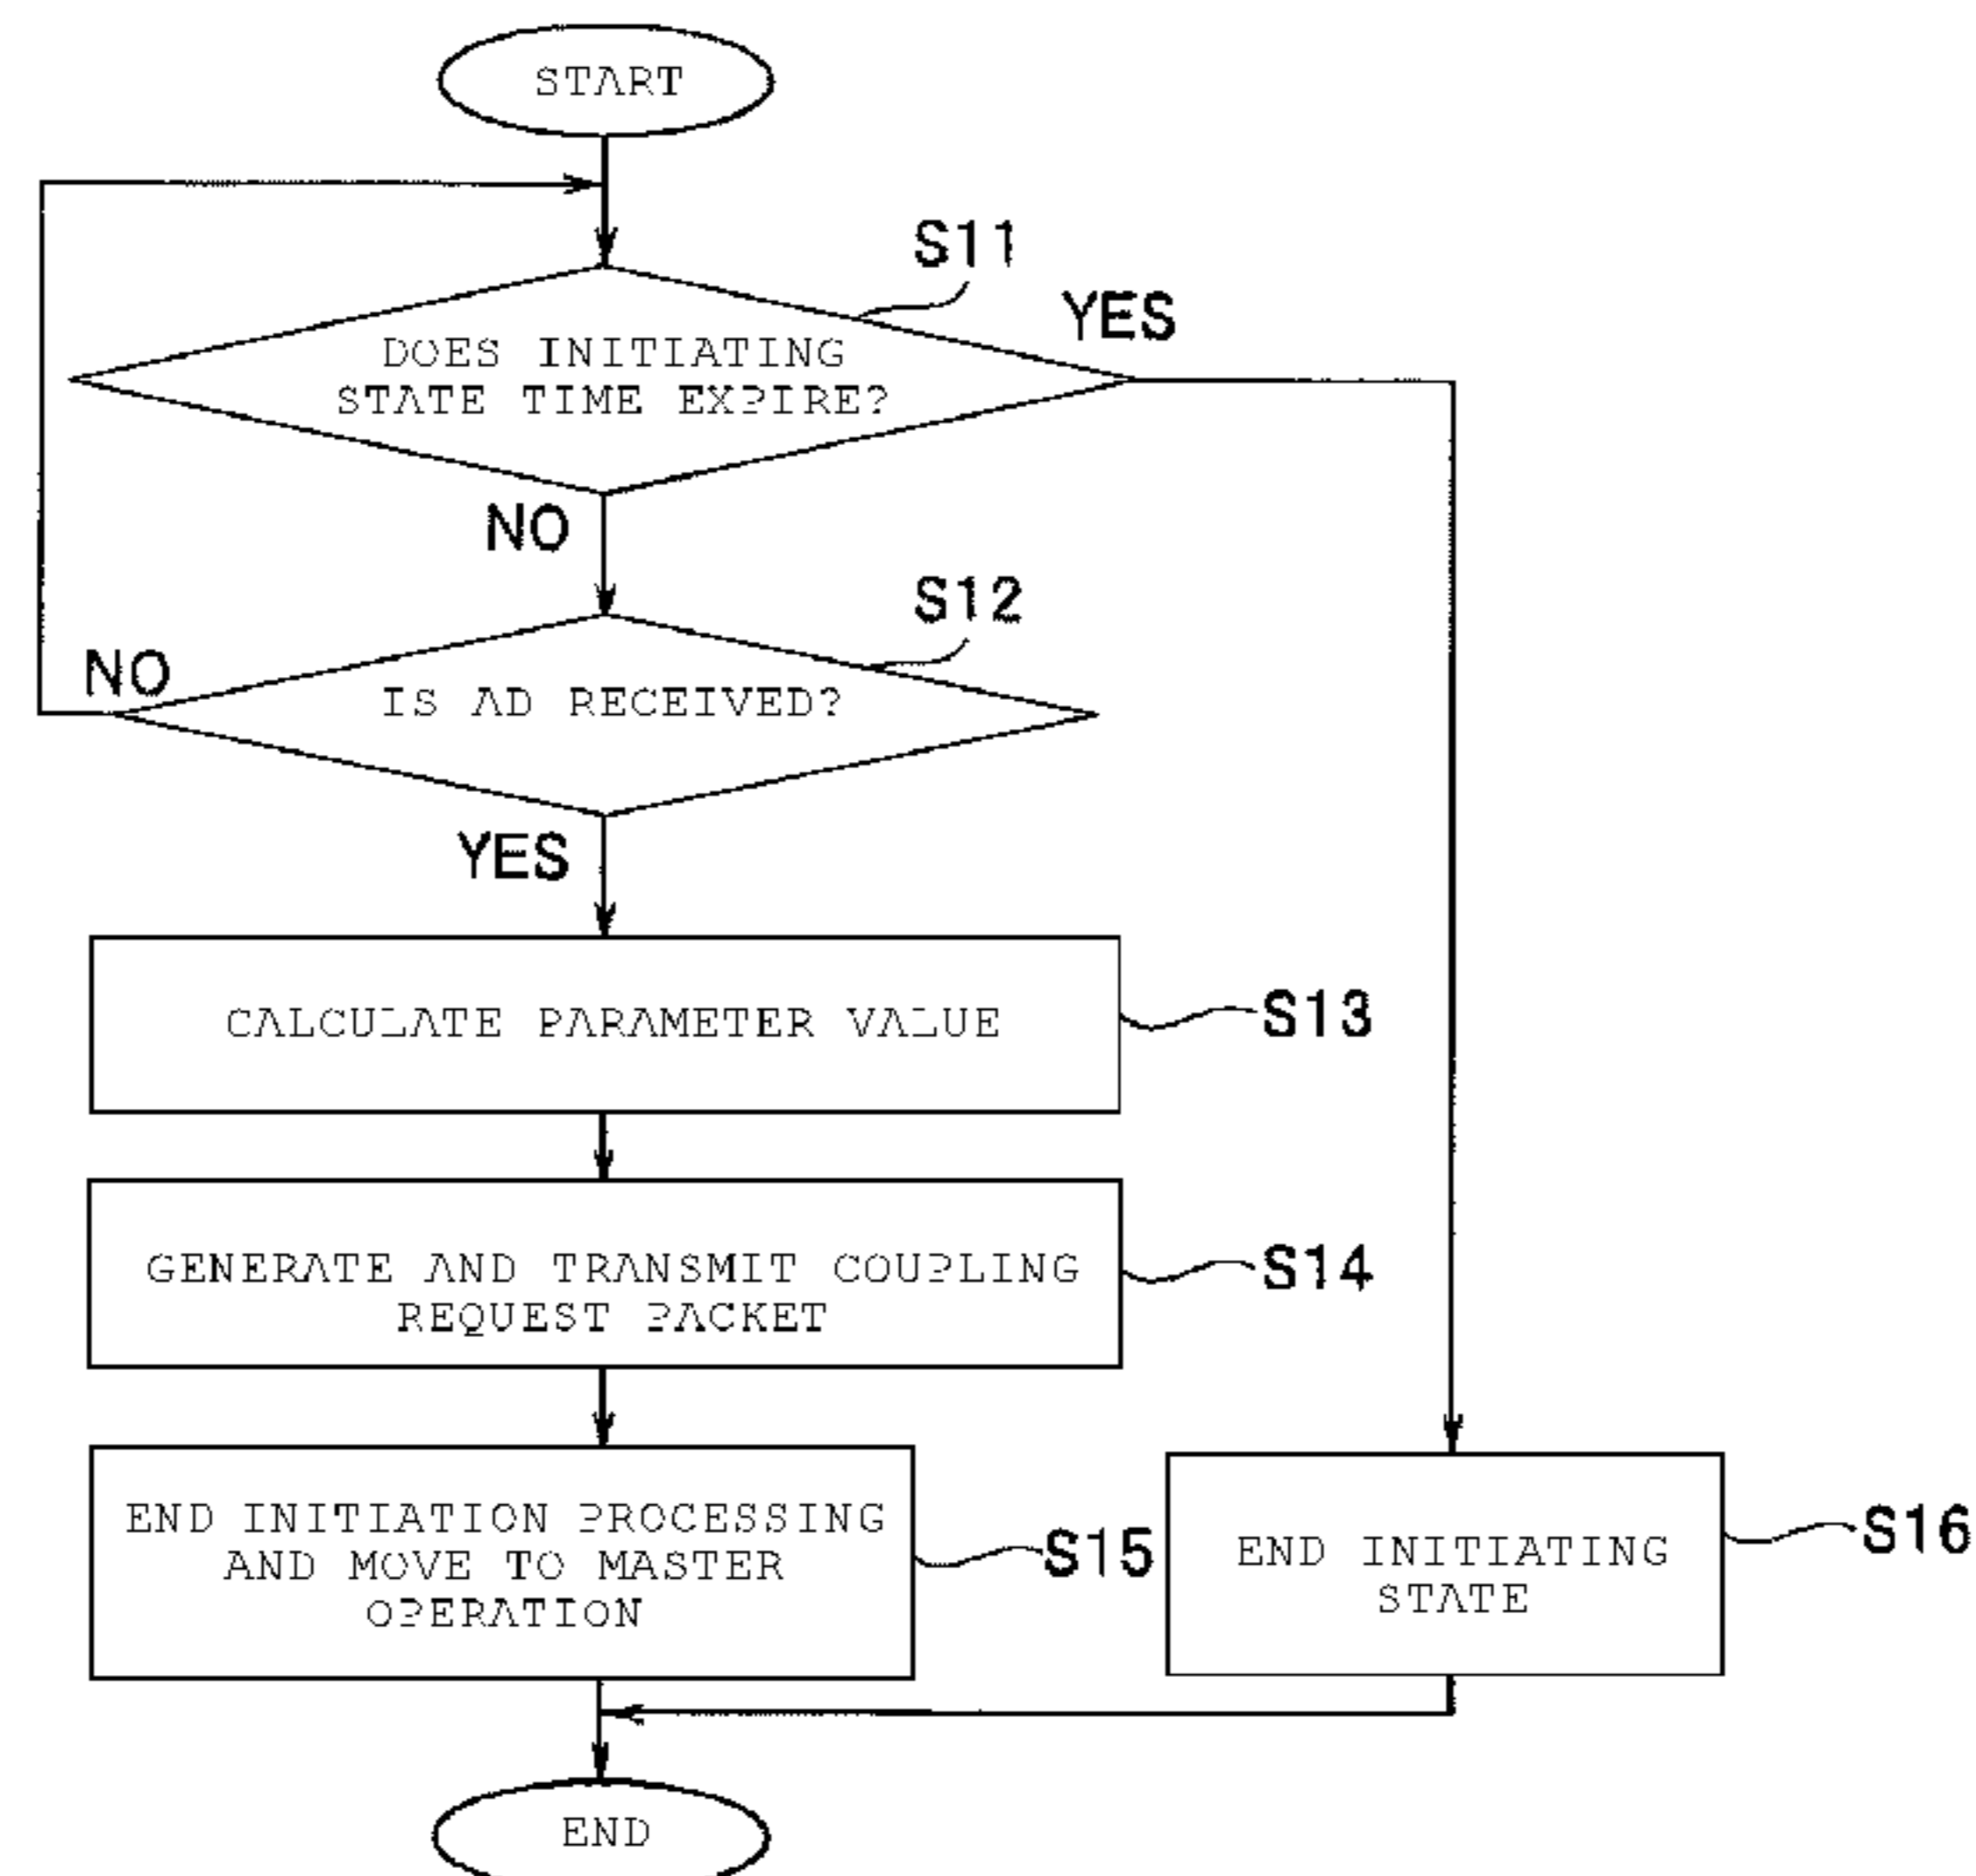 START
S11
YES
DOES INITIATING
STATE TIME EXPIRE?
NO
S12
NO
IS AD RECEIVED?
YES
CALCULATE PARAMETER VALUE
S13
GENERATE AND TRANSMIT COUPLING
REQUEST PACKET
S14
END INITIATION PROCESSING
AND MOVE TO MASTER
OPERATION
S15
END INITIATING
STATE
S16
END